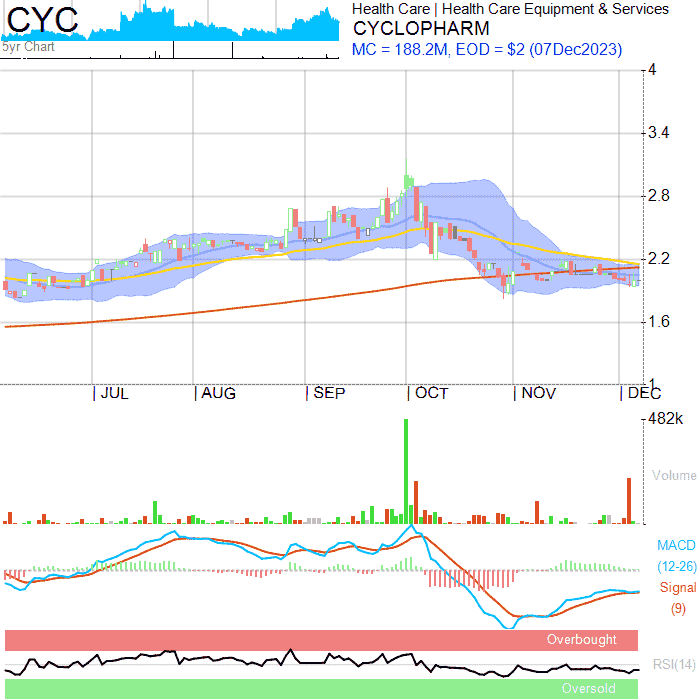 CYC
5yr Chart
Health Care | Health Care Equipment & Services
CYCLOPHARM
MC = 188.2M, EOD = $2 (07Dec2023)
4
3.4
2.8
2.2
1.6
1
JUL AUG SEP OCT NOV DEC
482k
Volume
MACD
(12-26)
Signal
(9)
Overbought
RSI(14)
Oversold